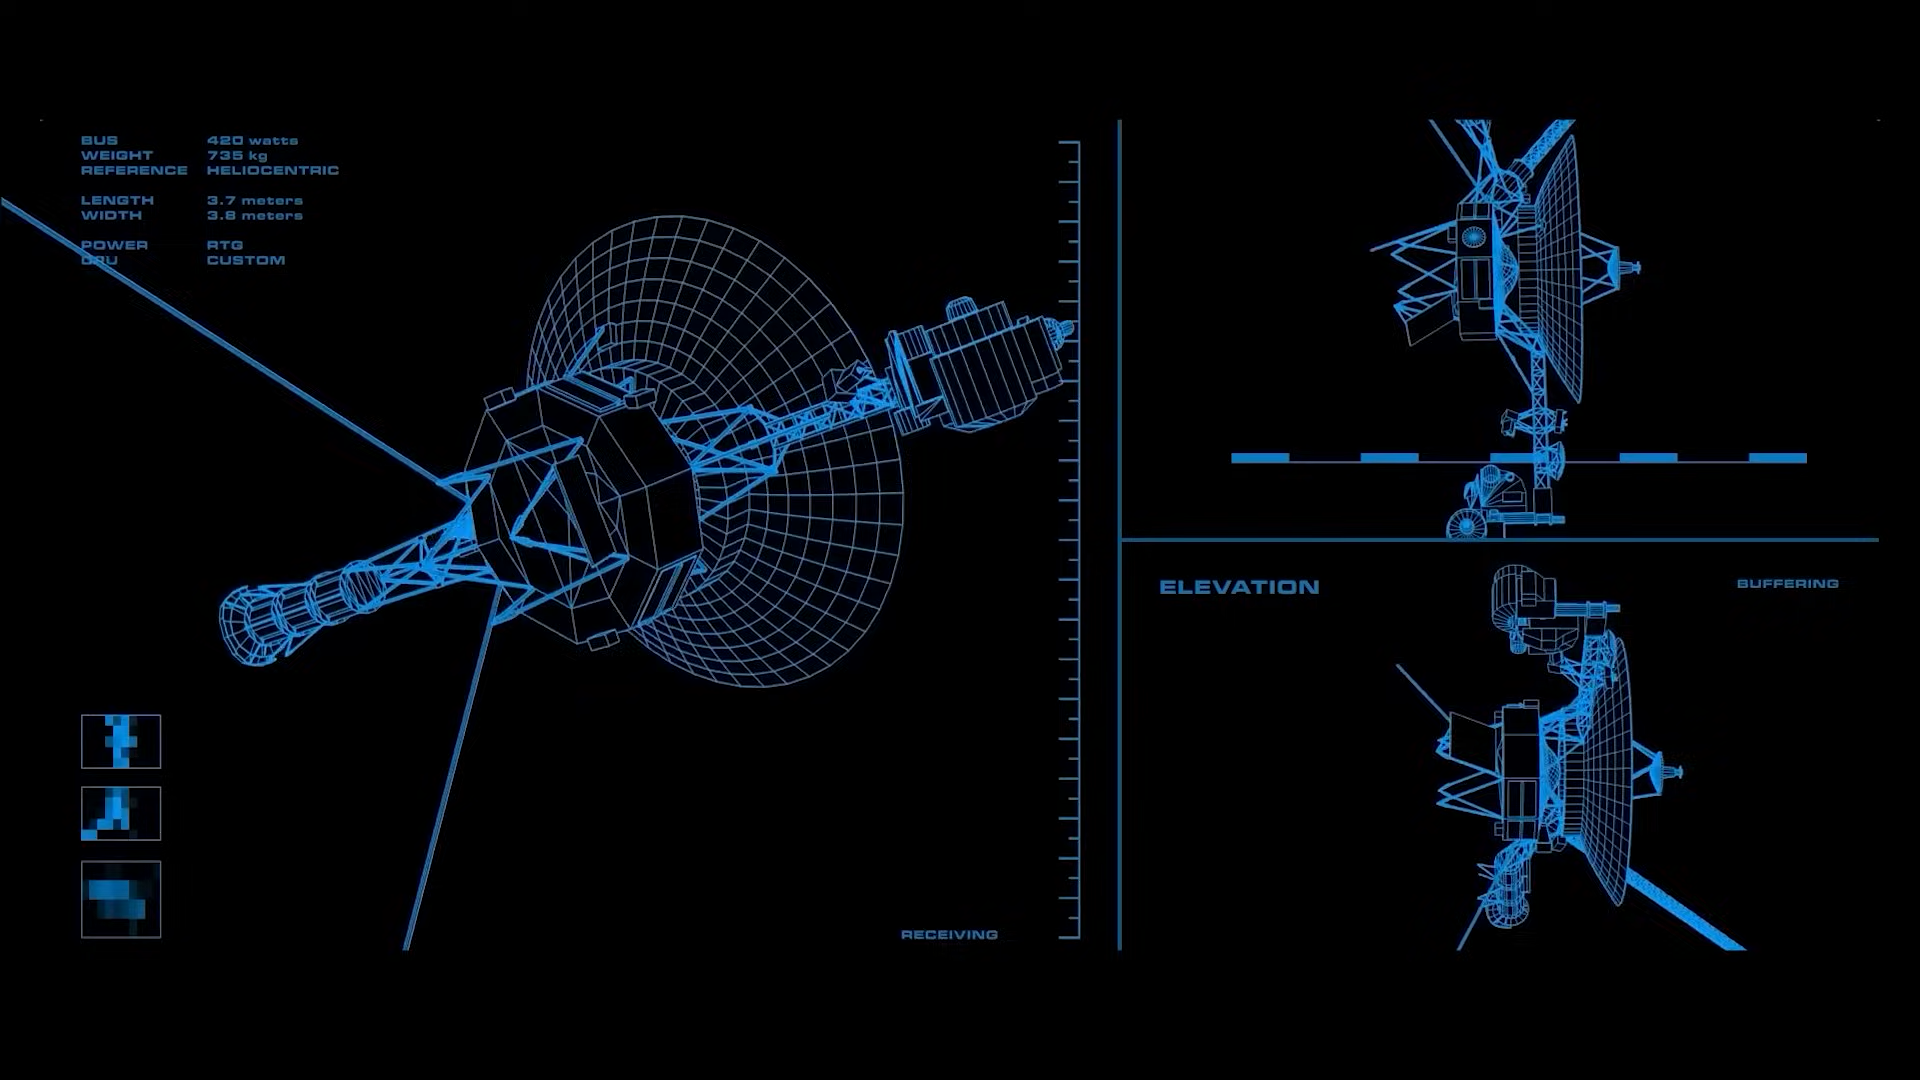 BUS 420 watts
WEIGHT 735 kg
REFERENCE HELIOCENTRIC
LENGTH 3.7 meters
WIDTH 3.8 meters
POWER RTG
CPU CUSTOM
RECEIVING
ELEVATION
BUFFERING